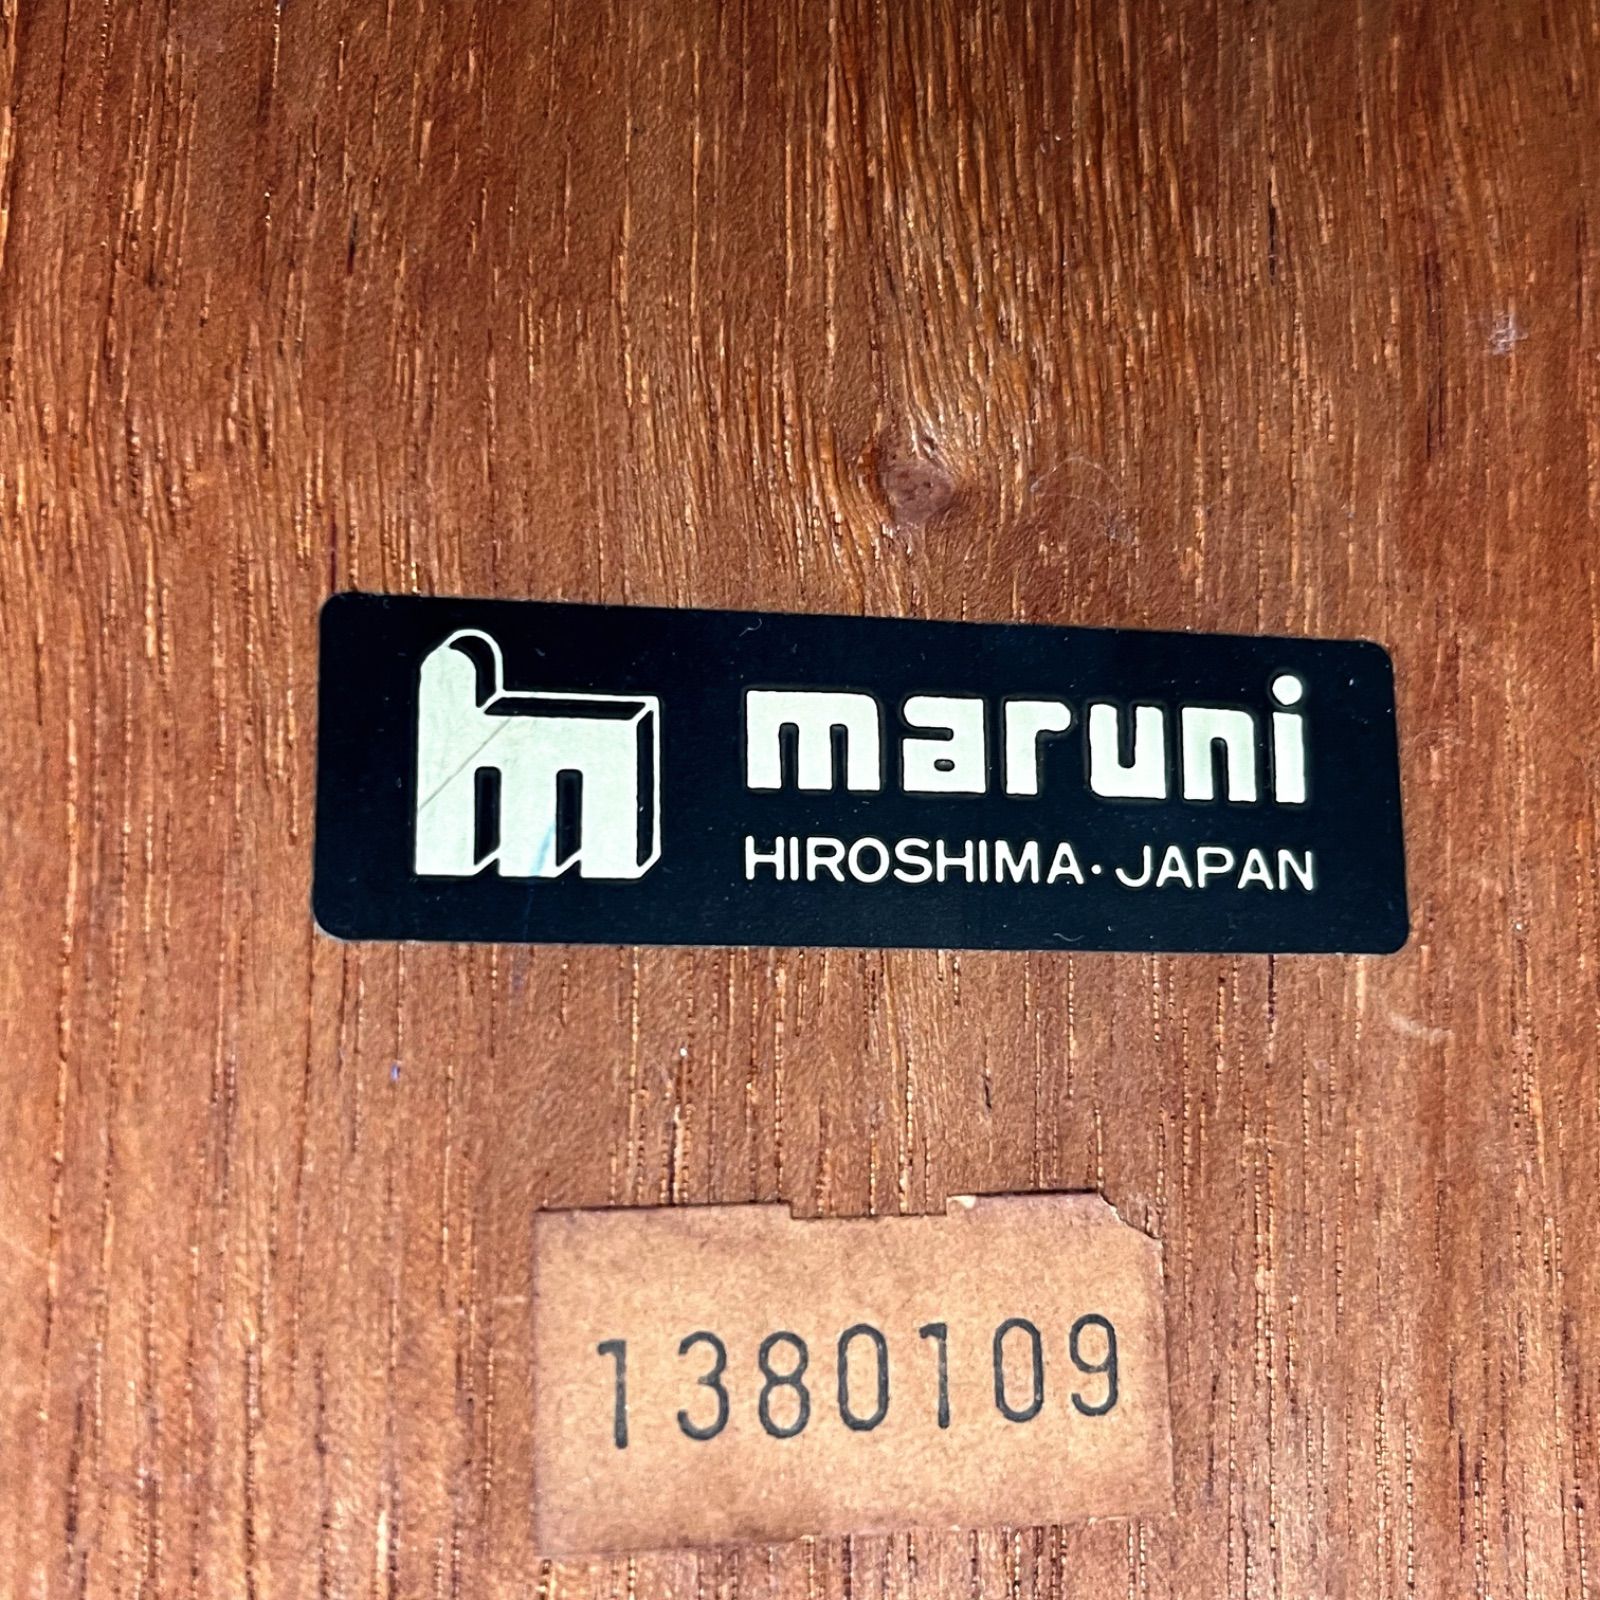 m maruni
HIROSHIMA · JAPAN
1380109